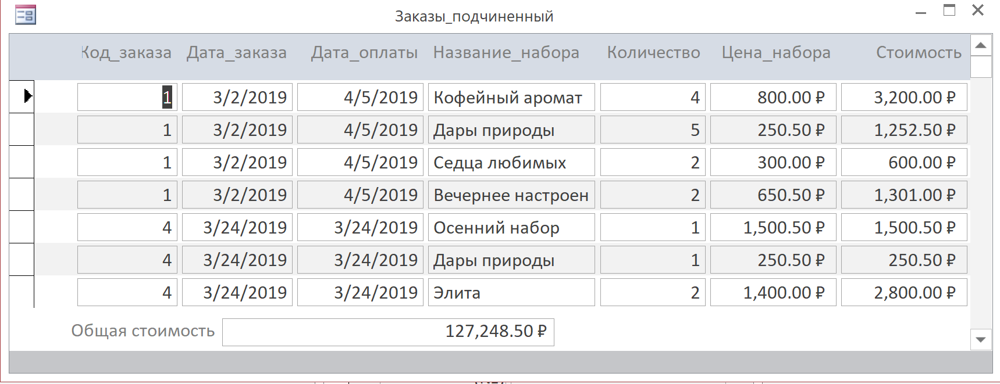 Заказы_подчиненный
Код_заказа Дата_заказа Дата_оплаты Название_набора Количество Цена_набора Стоимость
1 3/2/2019 4/5/2019 Кофейный аромат 4 800.00 ₽ 3,200.00 ₽
1 3/2/2019 4/5/2019 Дары природы 5 250.50 ₽ 1,252.50 ₽
1 3/2/2019 4/5/2019 Седца любимых 2 300.00 ₽ 600.00 ₽
1 3/2/2019 4/5/2019 Вечернее настроен 2 650.50 ₽ 1,301.00 ₽
4 3/24/2019 3/24/2019 Осенний набор 1 1,500.50 ₽ 1,500.50 ₽
4 3/24/2019 3/24/2019 Дары природы 1 250.50 ₽ 250.50 ₽
4 3/24/2019 3/24/2019 Элита 2 1,400.00 ₽ 2,800.00 ₽
Общая стоимость 127,248.50 ₽